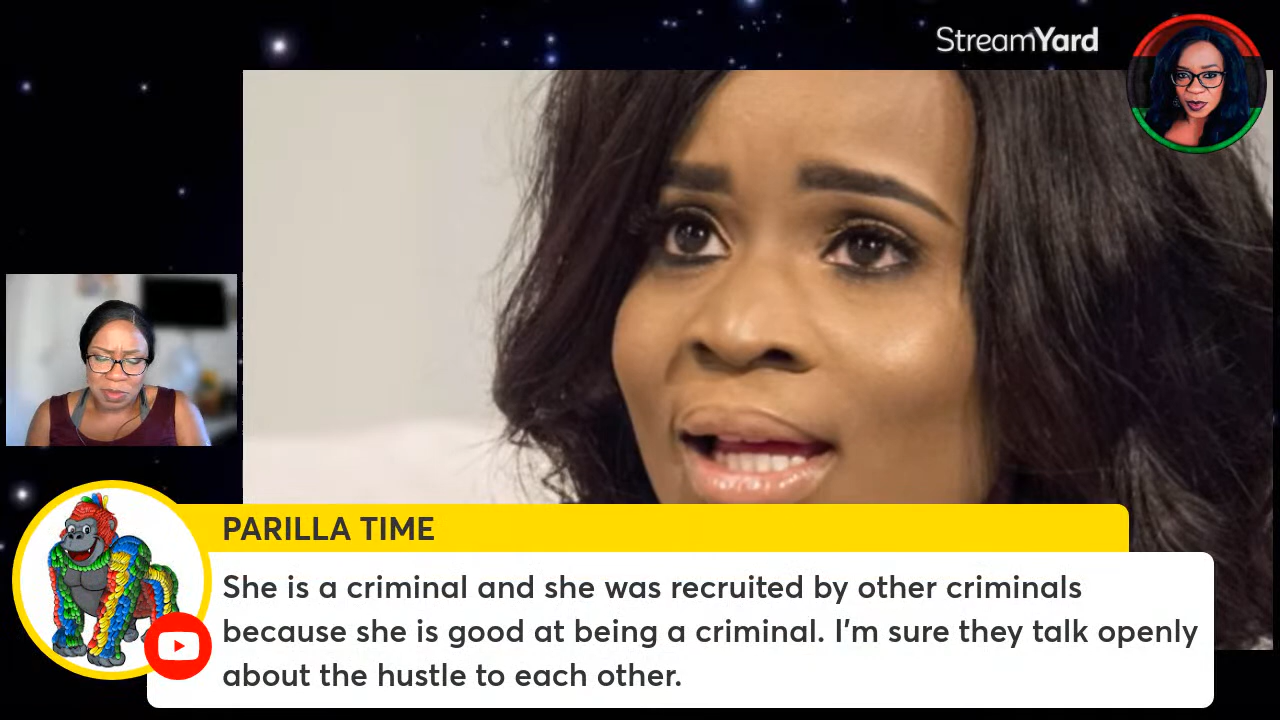 StreamYard
PARILLA TIME
She is a criminal and she was recruited by other criminals
because she is good at being a criminal. I'm sure they talk openly
about the hustle to each other.